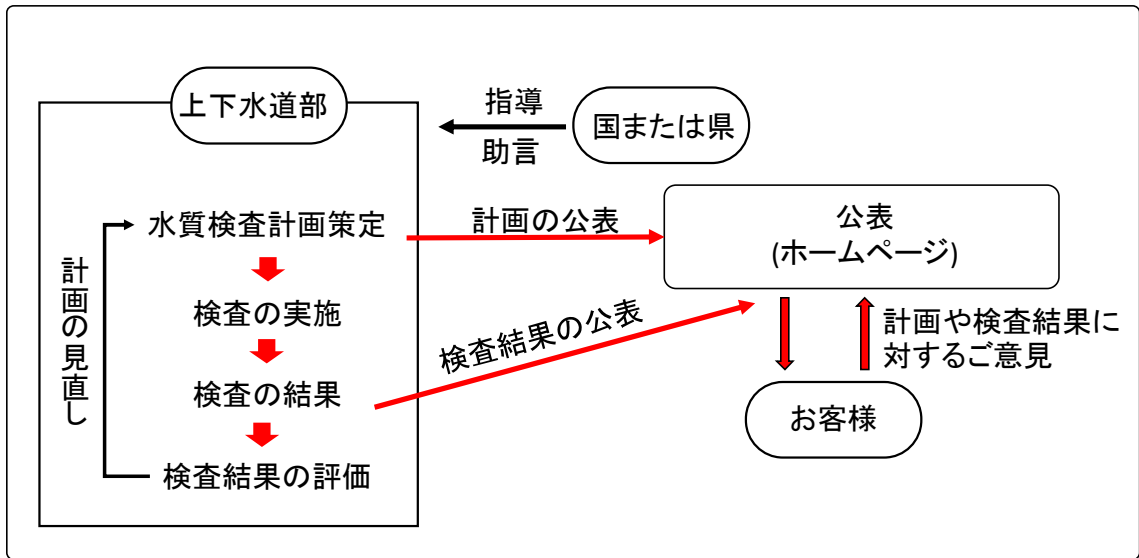 上下水道部
指導
助言
国または県
水質検査計画策定
計画の公表
公表
(ホームページ)
計画の見直し
検査の実施
検査結果の公表
計画や検査結果に
対するご意見
検査の結果
お客様
検査結果の評価